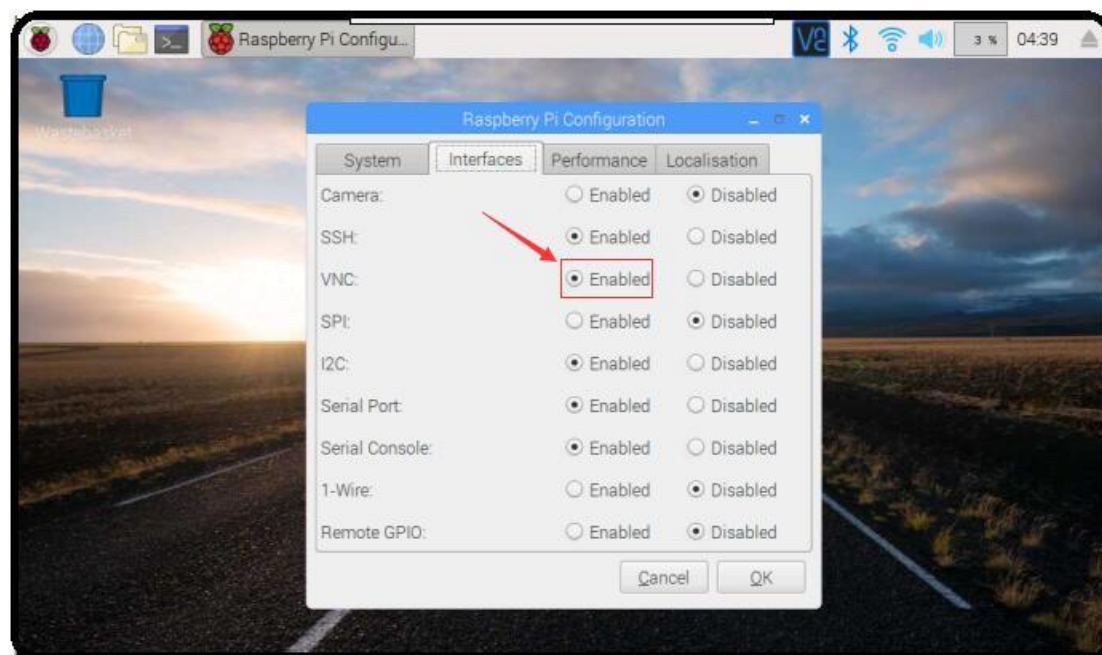 Raspberry Pi Configu...
3 %
04:39
Wastebasket
Raspberry Pi Configuration
System Interfaces Performance Localisation
Camera: Enabled Disabled
SSH: Enabled Disabled
VNC: Enabled Disabled
SPI: Enabled Disabled
I2C: Enabled Disabled
Serial Port: Enabled Disabled
Serial Console: Enabled Disabled
1-Wire: Enabled Disabled
Remote GPIO: Enabled Disabled
Cancel OK